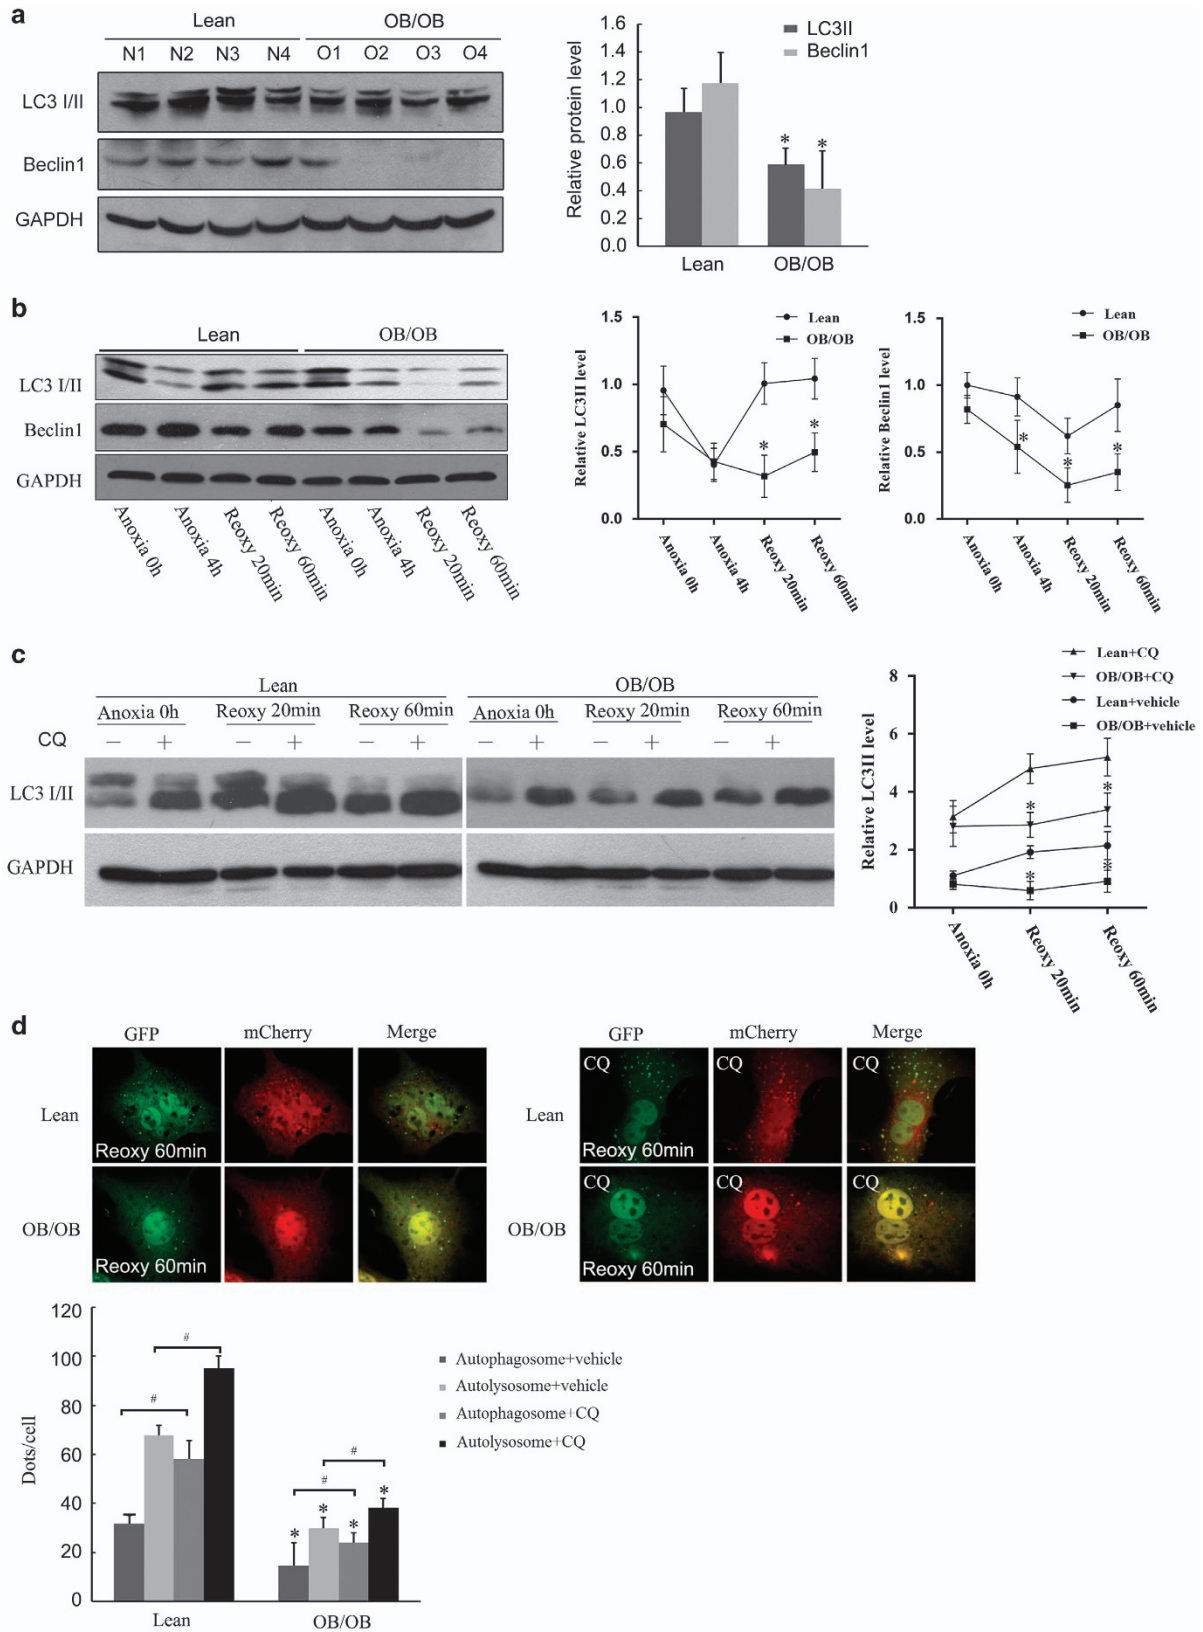 a
Lean OB/OB
N1 N2 N3 N4 O1 O2 O3 O4
LC3 I/II
Beclin1
GAPDH
Relative protein level
1.6
1.4
1.2
1.0
0.8
0.6
0.4
0.2
0.0
LC3II
Beclin1
* *
Lean OB/OB
b
Lean OB/OB
LC3 I/II
Beclin1
GAPDH
Anoxia 0h Anoxia 4h Reoxy 20min Reoxy 60min Anoxia 0h Anoxia 4h Reoxy 20min Reoxy 60min
Relative LC3II level
1.5
1.0
0.5
0.0
Lean
OB/OB
* *
Anoxia 0h Anoxia 4h Reoxy 20min Reoxy 60min
Relative Beclin1 level
1.5
1.0
0.5
0.0
Lean
OB/OB
* * *
Anoxia 0h Anoxia 4h Reoxy 20min Reoxy 60min
c
Lean OB/OB
Anoxia 0h Reoxy 20min Reoxy 60min Anoxia 0h Reoxy 20min Reoxy 60min
CQ − + − + − + − + − + − +
LC3 I/II
GAPDH
Lean+CQ
OB/OB+CQ
Lean+vehicle
OB/OB+vehicle
Relative LC3II level
8
6
4
2
0
* *
* *
Anoxia 0h Reoxy 20min Reoxy 60min
d
GFP mCherry Merge
Lean
Reoxy 60min
OB/OB
Reoxy 60min
GFP mCherry Merge
CQ CQ CQ
Lean
Reoxy 60min
CQ CQ CQ
OB/OB
Reoxy 60min
Dots/cell
120
100
80
60
40
20
0
# #
# #
* * * *
Autophagosome+vehicle
Autolysosome+vehicle
Autophagosome+CQ
Autolysosome+CQ
Lean OB/OB